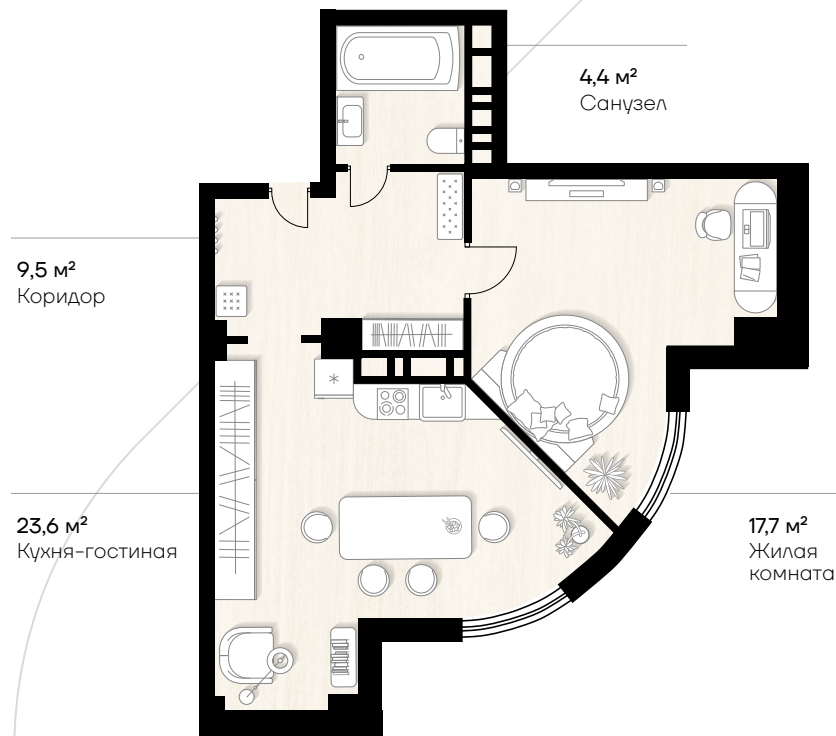 4,4 м²
Санузел
9,5 м²
Коридор
23,6 м²
Кухня-гостиная
17,7 м²
Жилая
комната